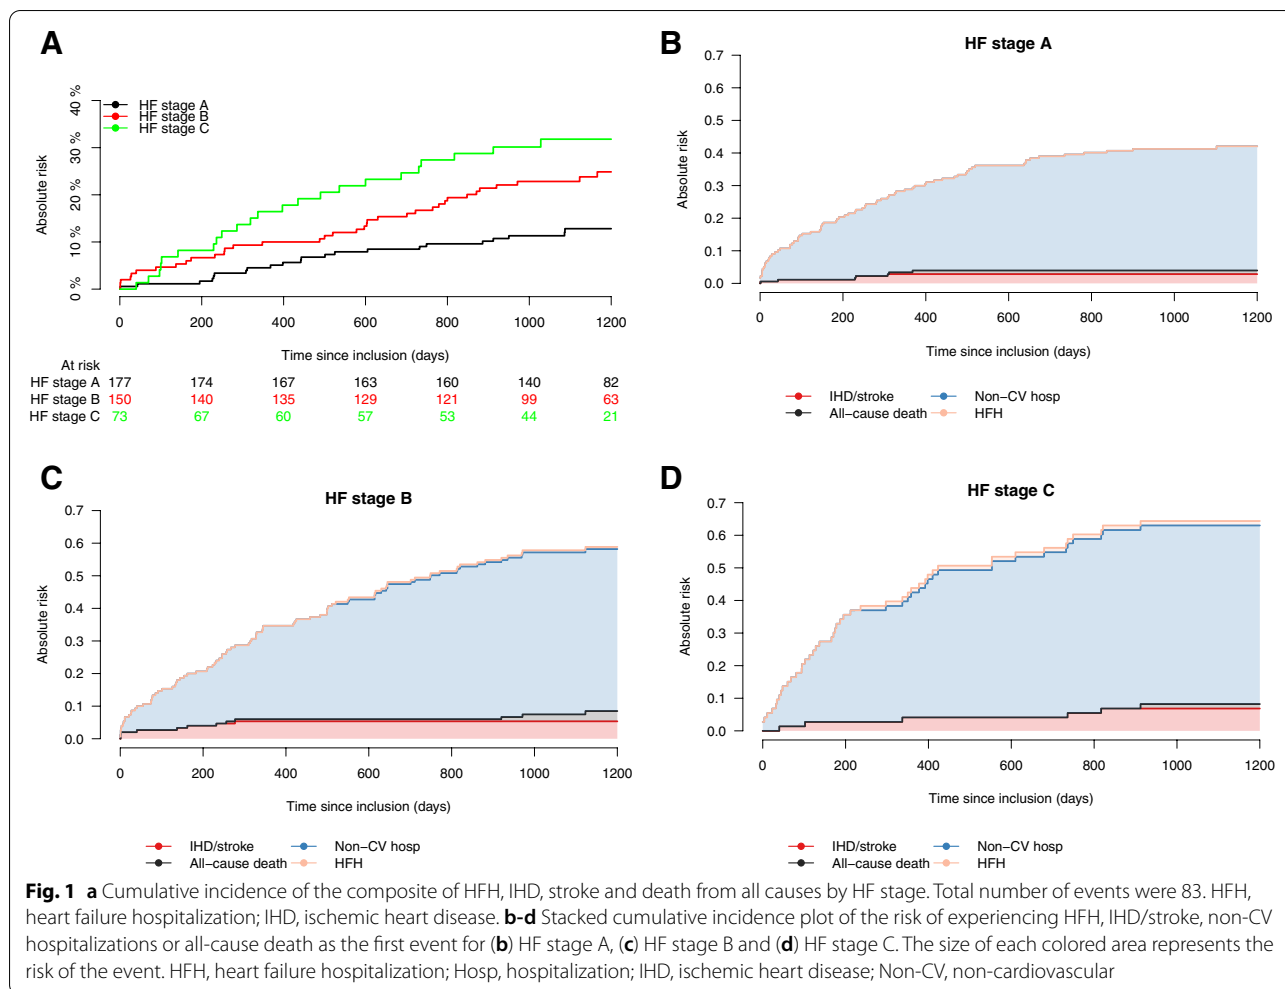 A
HF stage A
HF stage B
HF stage C
Absolute risk
0 %
10 %
20 %
30 %
40 %
0 200 400 600 800 1000 1200
Time since inclusion (days)
At risk
HF stage A 177 174 167 163 160 140 82
HF stage B 150 140 135 129 121 99 63
HF stage C 73 67 60 57 53 44 21
B
HF stage A
Absolute risk
0.7
0.6
0.5
0.4
0.3
0.2
0.1
0.0
0 200 400 600 800 1000 1200
Time since inclusion (days)
IHD/stroke Non−CV hosp
All−cause death HFH
C
HF stage B
Absolute risk
0.7
0.6
0.5
0.4
0.3
0.2
0.1
0.0
0 200 400 600 800 1000 1200
Time since inclusion (days)
IHD/stroke Non−CV hosp
All−cause death HFH
D
HF stage C
Absolute risk
0.7
0.6
0.5
0.4
0.3
0.2
0.1
0.0
0 200 400 600 800 1000 1200
Time since inclusion (days)
IHD/stroke Non−CV hosp
All−cause death HFH
Fig. 1 a Cumulative incidence of the composite of HFH, IHD, stroke and death from all causes by HF stage. Total number of events were 83. HFH,
heart failure hospitalization; IHD, ischemic heart disease. b-d Stacked cumulative incidence plot of the risk of experiencing HFH, IHD/stroke, non-CV
hospitalizations or all-cause death as the first event for (b) HF stage A, (c) HF stage B and (d) HF stage C. The size of each colored area represents the
risk of the event. HFH, heart failure hospitalization; Hosp, hospitalization; IHD, ischemic heart disease; Non-CV, non-cardiovascular